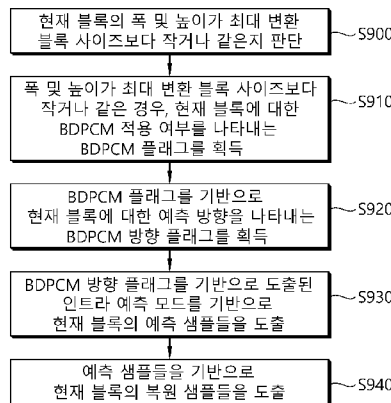 현재 블록의 폭 및 높이가 최대 변환
블록 사이즈보다 작거나 같은지 판단
S900
폭 및 높이가 최대 변환 블록 사이즈보다
작거나 같은 경우, 현재 블록에 대한
BDPCM 적용 여부를 나타내는
BDPCM 플래그를 획득
S910
BDPCM 플래그를 기반으로
현재 블록에 대한 예측 방향을 나타내는
BDPCM 방향 플래그를 획득
S920
BDPCM 방향 플래그를 기반으로 도출된
인트라 예측 모드를 기반으로
현재 블록의 예측 샘플들을 도출
S930
예측 샘플들을 기반으로
현재 블록의 복원 샘플들을 도출
S940